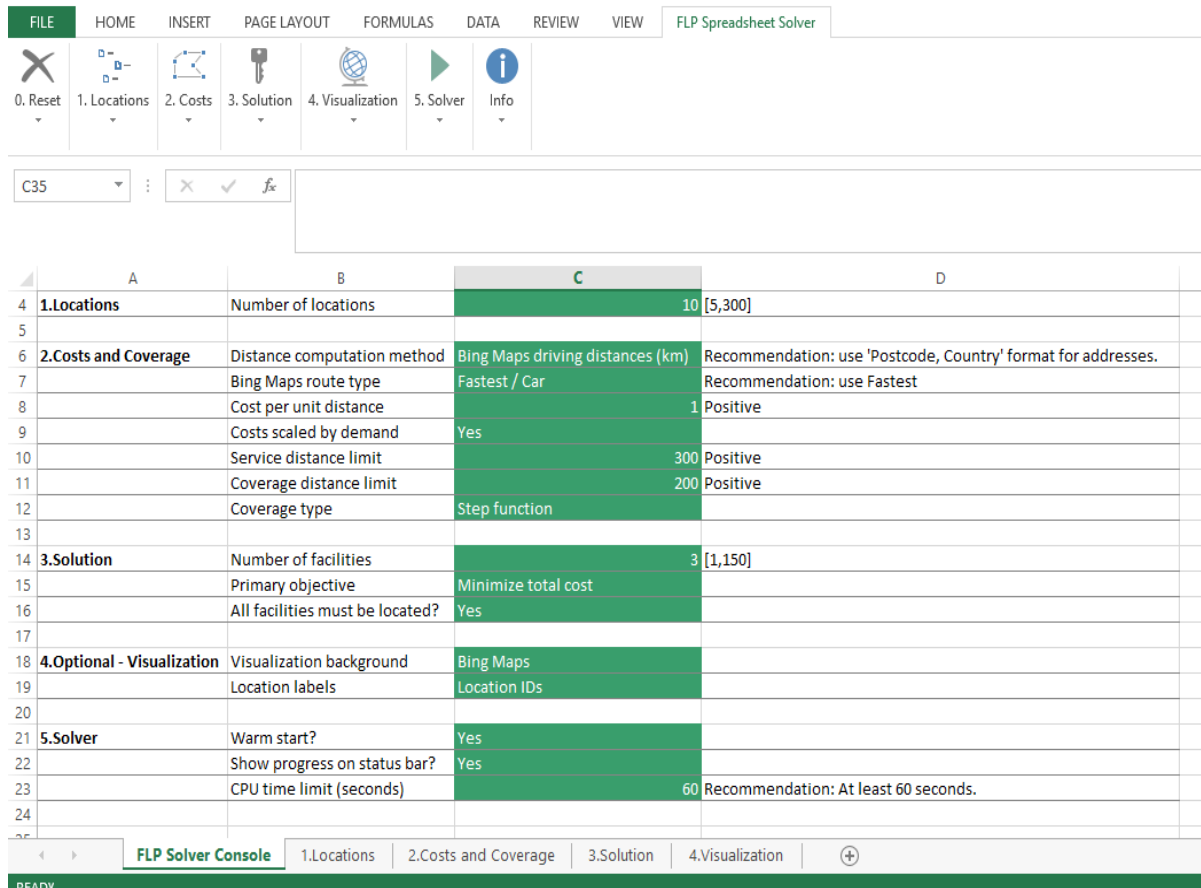 FILE HOME INSERT PAGE LAYOUT FORMULAS DATA REVIEW VIEW FLP Spreadsheet Solver
0. Reset 1. Locations 2. Costs 3. Solution 4. Visualization 5. Solver Info
C35 fx
A B C D
4 1.Locations Number of locations 10 [5,300]
5
6 2.Costs and Coverage Distance computation method Bing Maps driving distances (km) Recommendation: use 'Postcode, Country' format for addresses.
7 Bing Maps route type Fastest / Car Recommendation: use Fastest
8 Cost per unit distance 1 Positive
9 Costs scaled by demand Yes
10 Service distance limit 300 Positive
11 Coverage distance limit 200 Positive
12 Coverage type Step function
13
14 3.Solution Number of facilities 3 [1,150]
15 Primary objective Minimize total cost
16 All facilities must be located? Yes
17
18 4.Optional - Visualization Visualization background Bing Maps
19 Location labels Location IDs
20
21 5.Solver Warm start? Yes
22 Show progress on status bar? Yes
23 CPU time limit (seconds) 60 Recommendation: At least 60 seconds.
24
25
FLP Solver Console 1.Locations 2.Costs and Coverage 3.Solution 4.Visualization
READY